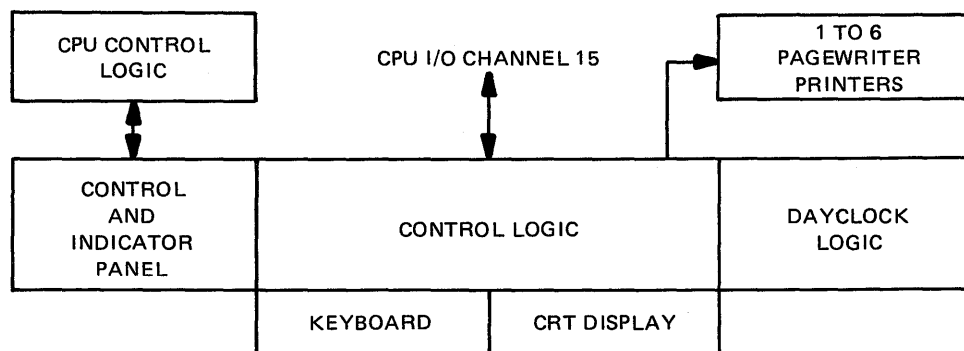 CPU CONTROL
LOGIC
CPU I/O CHANNEL 15
1 TO 6
PAGEWRITER
PRINTERS
CONTROL
AND
INDICATOR
PANEL
CONTROL LOGIC
DAYCLOCK
LOGIC
KEYBOARD
CRT DISPLAY